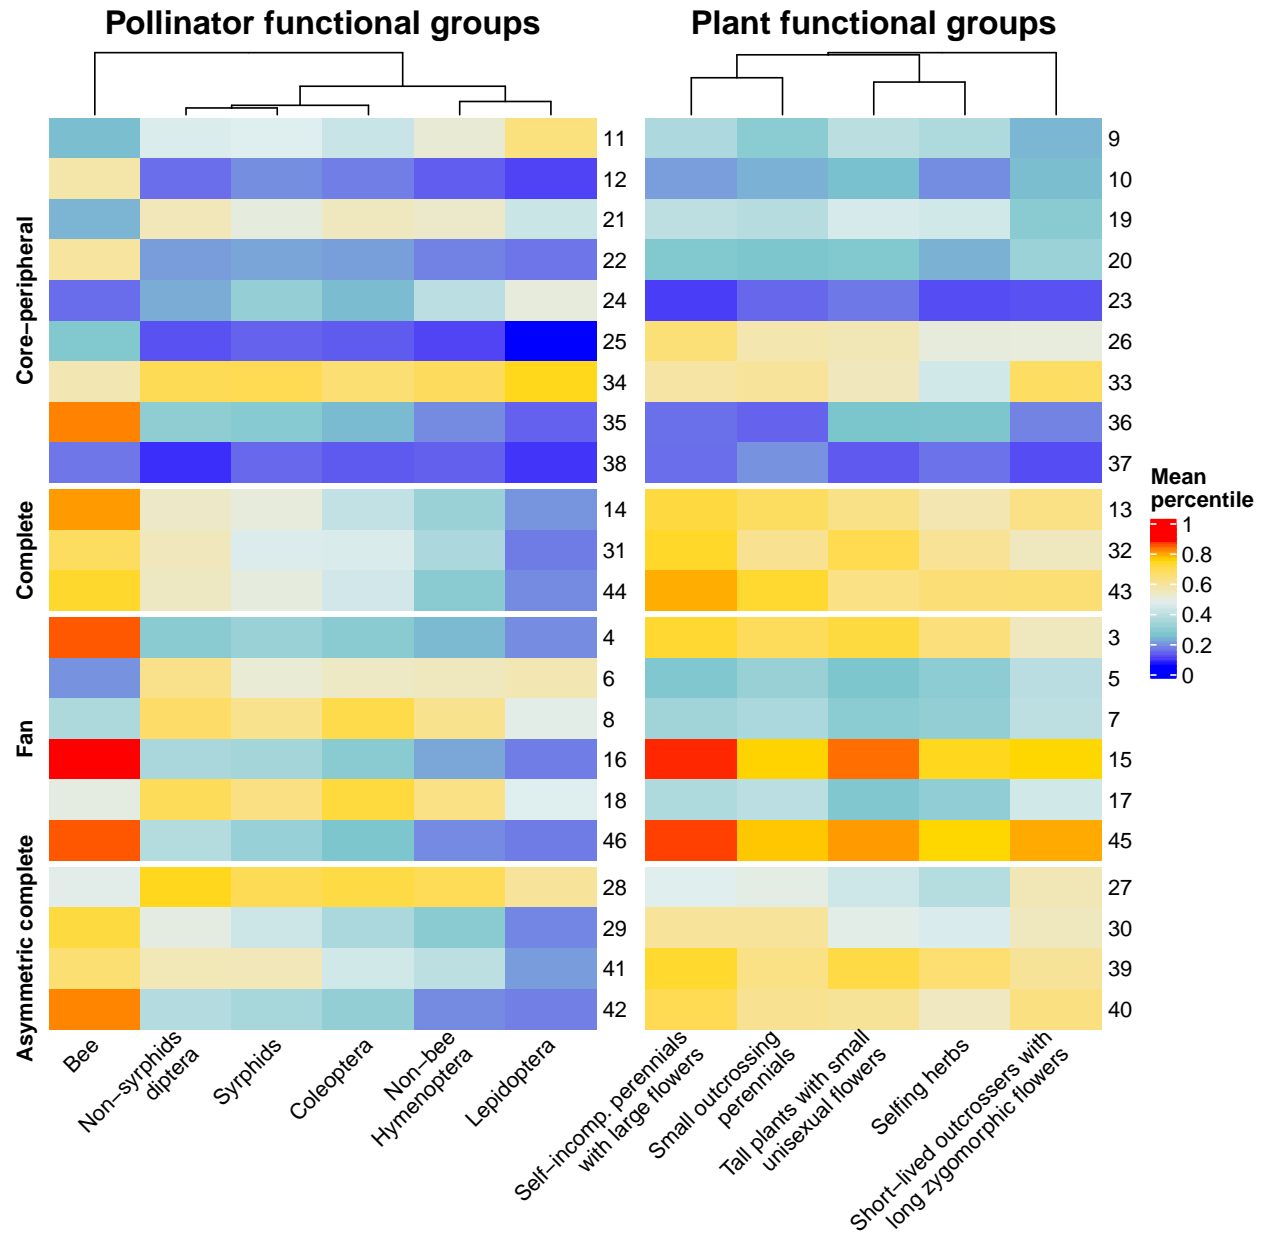 Pollinator functional groups
Plant functional groups
Core–peripheral
11
12
21
22
24
25
34
35
38
9
10
19
20
23
26
33
36
37
Complete
14
31
44
13
32
43
Fan
4
6
8
16
18
46
3
5
7
15
17
45
Asymmetric complete
28
29
41
42
27
30
39
40
Mean
percentile
1
0.8
0.6
0.4
0.2
0
Bee
Non–syrphids
diptera
Syrphids
Coleoptera
Non–bee
Hymenoptera
Lepidoptera
Self–incomp. perennials
with large flowers
Small outcrossing
perennials
Tall plants with small
unisexual flowers
Selfing herbs
Short–lived outcrossers with
long zygomorphic flowers